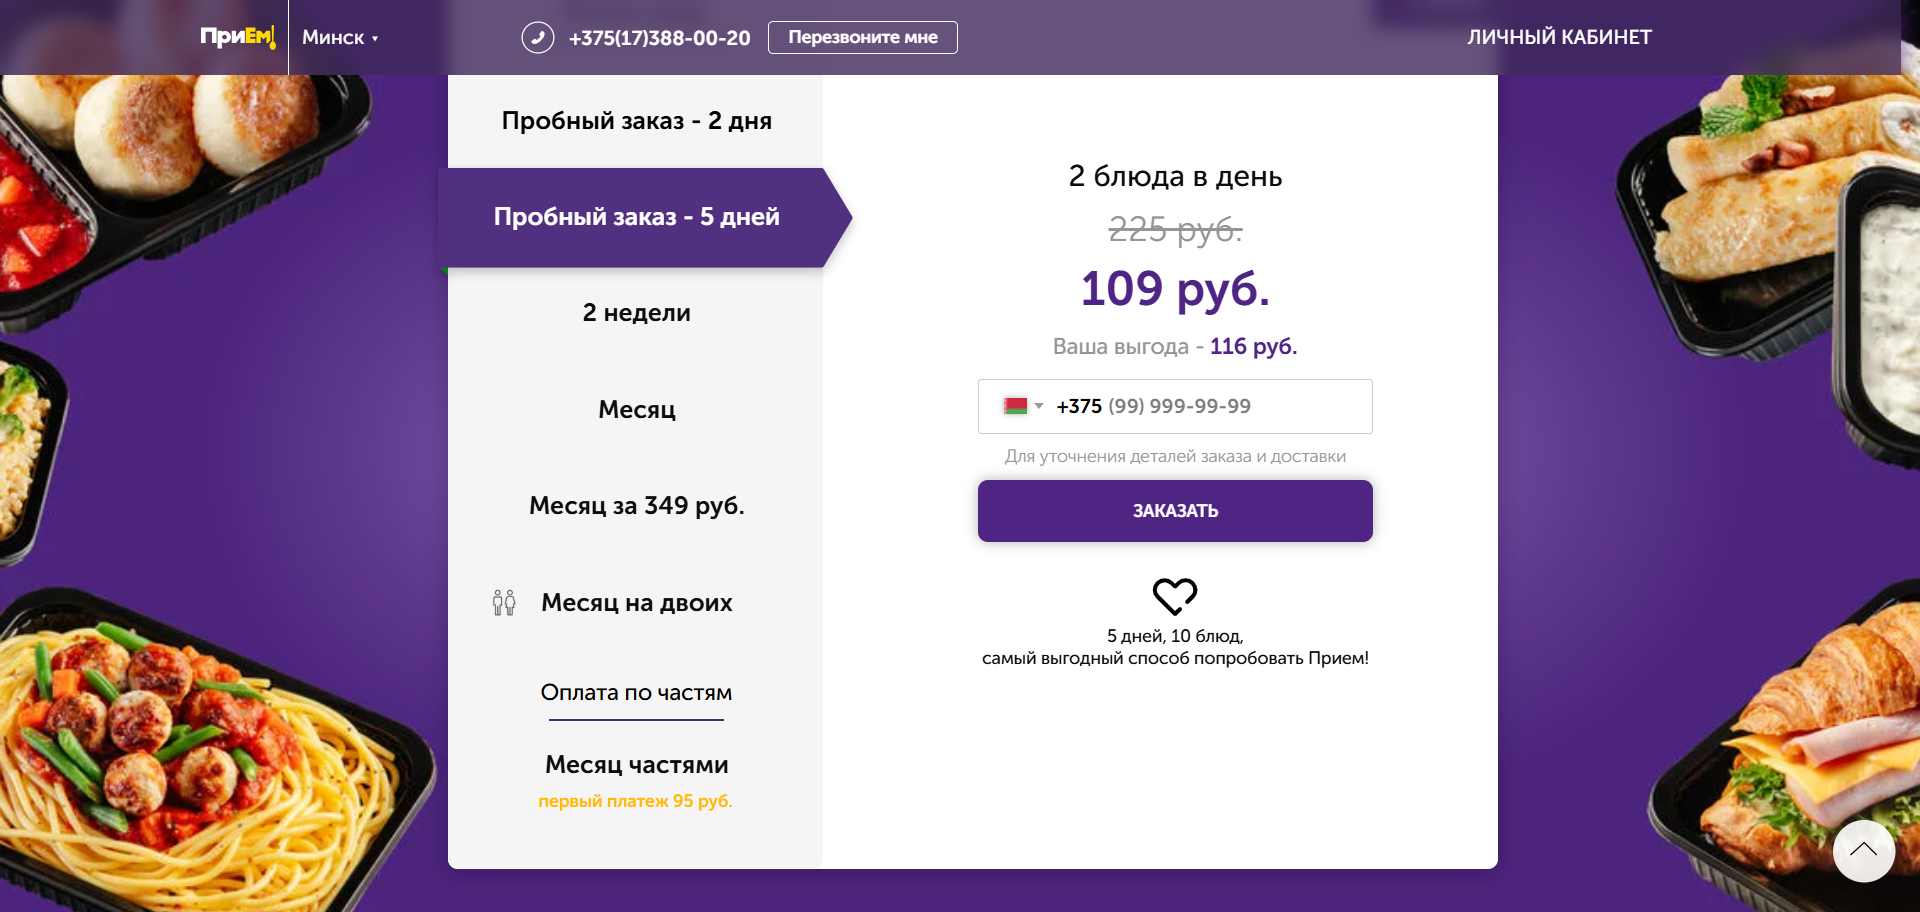 ПриЕм!
Минск
+375(17)388-00-20
Перезвоните мне
ЛИЧНЫЙ КАБИНЕТ
Пробный заказ - 2 дня
Пробный заказ - 5 дней
2 недели
Месяц
Месяц за 349 руб.
Месяц на двоих
Оплата по частям
Месяц частями
первый платеж 95 руб.
2 блюда в день
225 руб.
109 руб.
Ваша выгода - 116 руб.
+375 (99) 999-99-99
Для уточнения деталей заказа и доставки
ЗАКАЗАТЬ
5 дней, 10 блюд,
самый выгодный способ попробовать Прием!